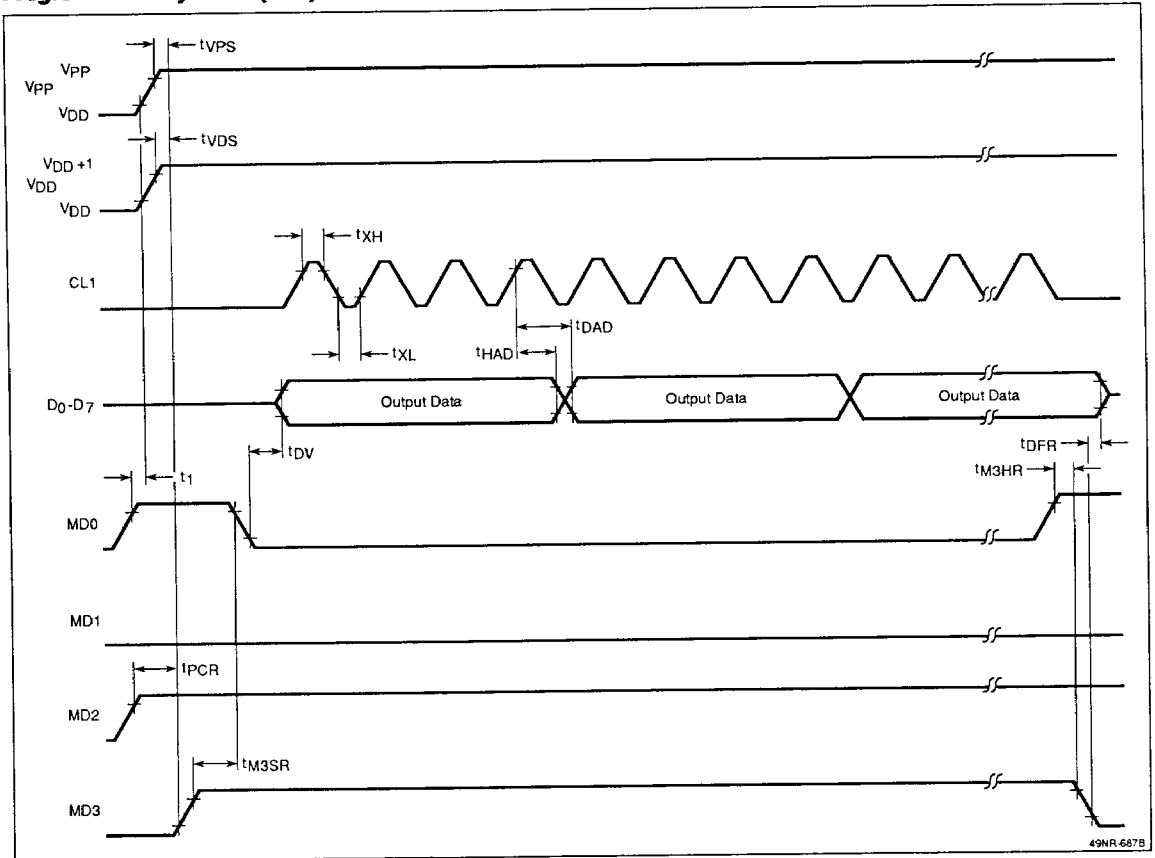 tVPS
VPP
VPP
VDD
tVDS
VDD +1
VDD
VDD
tXH
CL1
tDAD
tHAD
tXL
D0-D7
Output Data
Output Data
Output Data
tDV
tDFR
tM3HR
t1
MD0
MD1
tPCR
MD2
tM3SR
MD3
49NR-687B